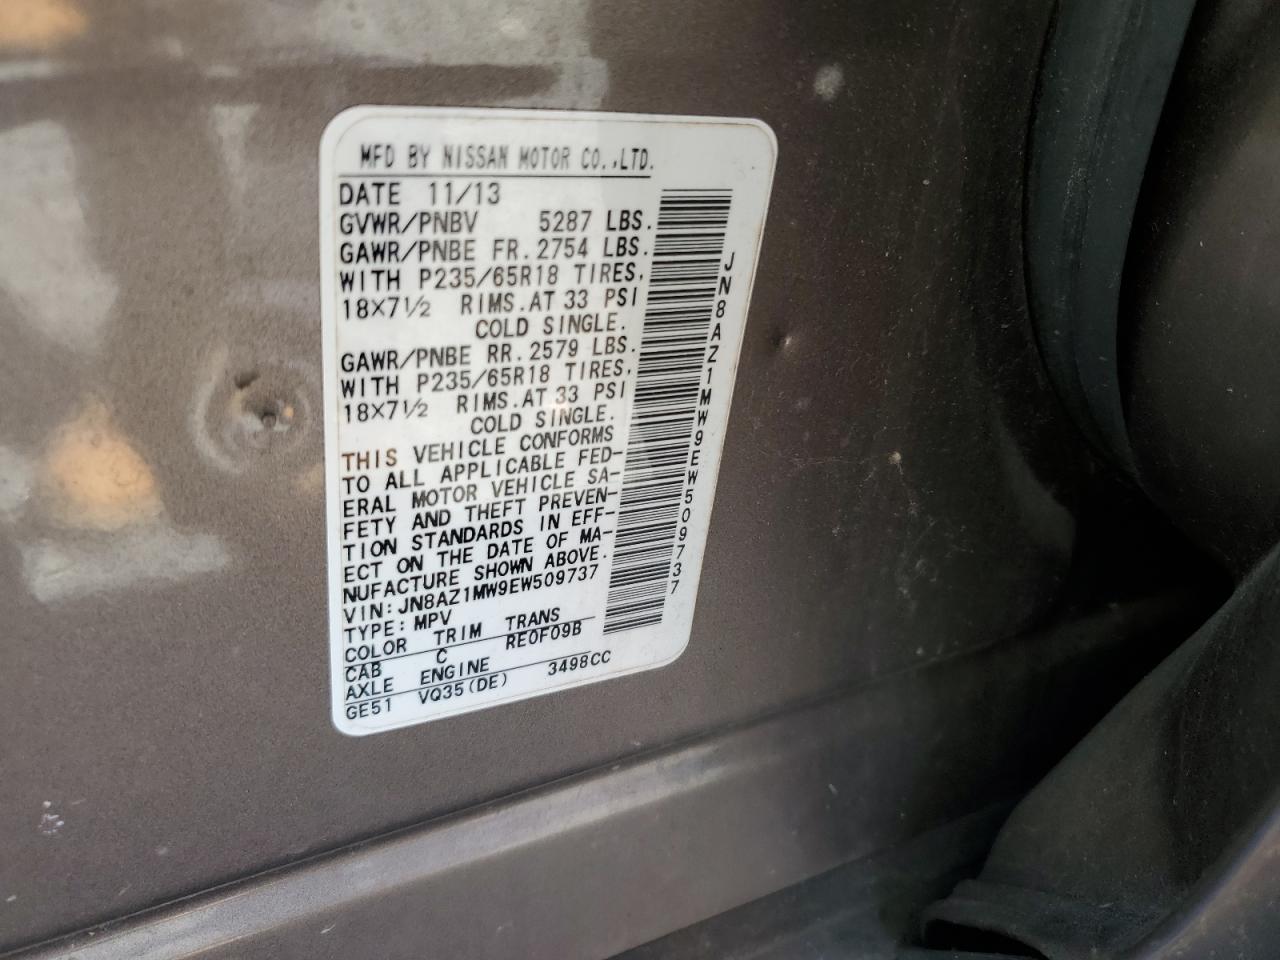 MFD BY NISSAN MOTOR CO.,LTD.
DATE 11/13
GVWR/PNBV 5287 LBS.
GAWR/PNBE FR. 2754 LBS.
WITH P235/65R18 TIRES,
18×7½ RIMS.AT 33 PSI
COLD SINGLE.
GAWR/PNBE RR. 2579 LBS.
WITH P235/65R18 TIRES,
18×7½ RIMS.AT 33 PSI
COLD SINGLE.
THIS VEHICLE CONFORMS
TO ALL APPLICABLE FED-
ERAL MOTOR VEHICLE SA-
FETY AND THEFT PREVEN-
TION STANDARDS IN EFF-
ECT ON THE DATE OF MA-
NUFACTURE SHOWN ABOVE.
VIN: JN8AZ1MW9EW509737
TYPE: MPV
COLOR TRIM TRANS
CAB C RE0F09B
AXLE ENGINE
GE51 VQ35(DE) 3498CC
JN8AZ1MW9EW509737